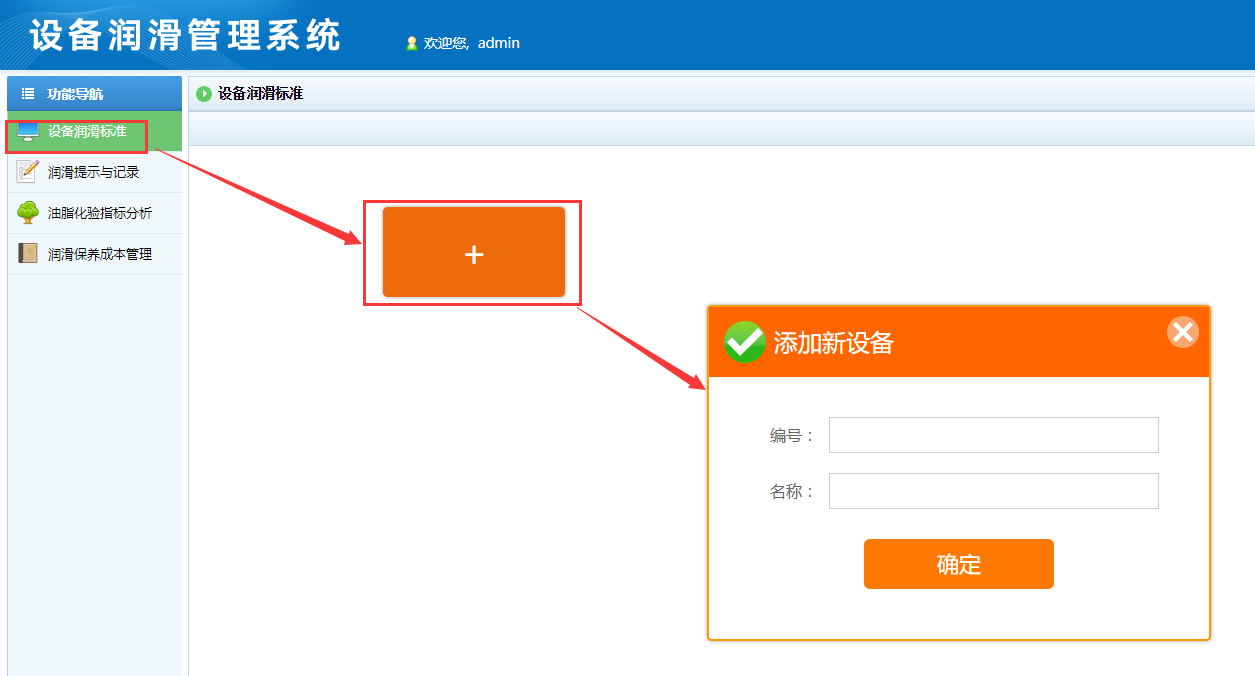 设备润滑管理系统
欢迎您, admin
功能导航
设备润滑标准
设备润滑标准
润滑提示与记录
油脂化验指标分析
润滑保养成本管理
+
添加新设备
编号：
名称：
确定